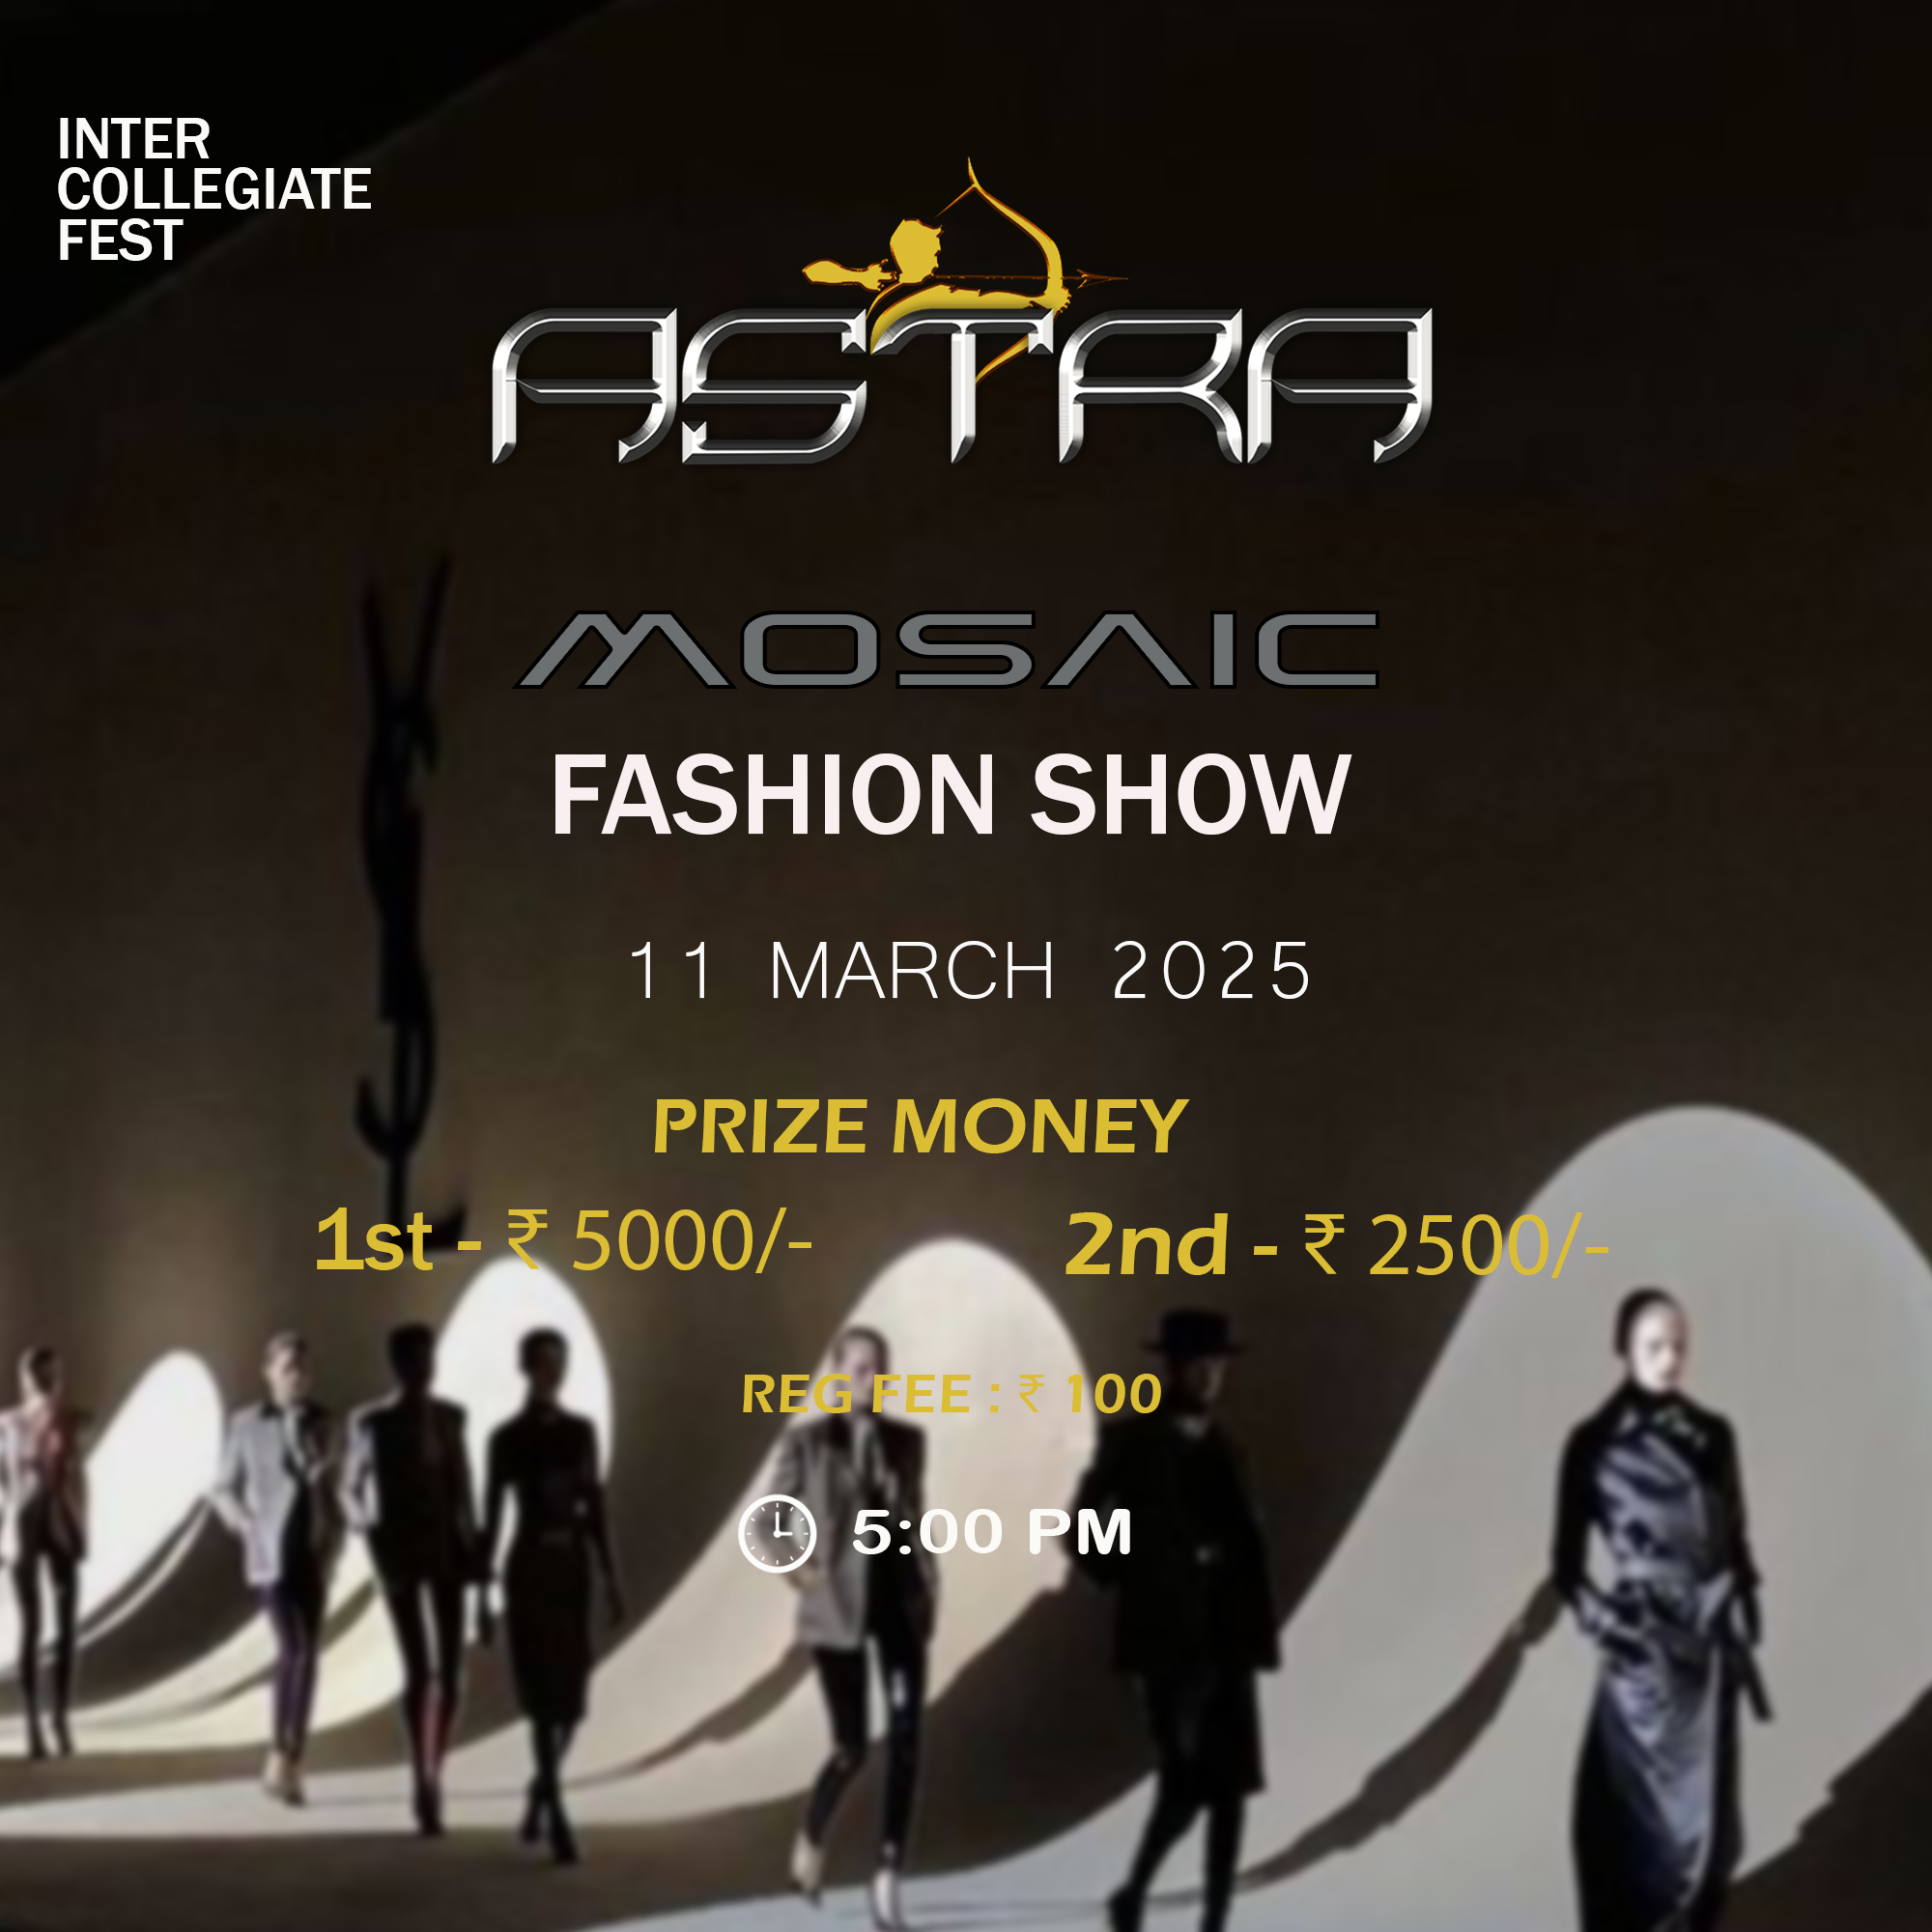 INTER
COLLEGIATE
FEST
ASTRA
MOSAIC
FASHION SHOW
11 MARCH 2025
PRIZE MONEY
1st - ₹ 5000/-
2nd - ₹ 2500/-
REG FEE : ₹ 100
5:00 PM